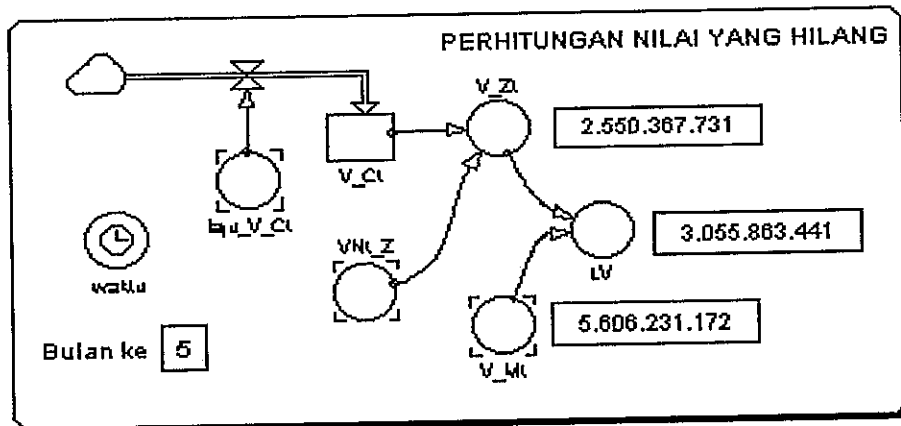 PERHITUNGAN NILAI YANG HILANG
V_Zt
2.550.367.731
V_Ct
laju_V_Ct
VNt_Z
3.055.863.441
LV
waktu
5.606.231.172
Bulan ke 5
V_Mt